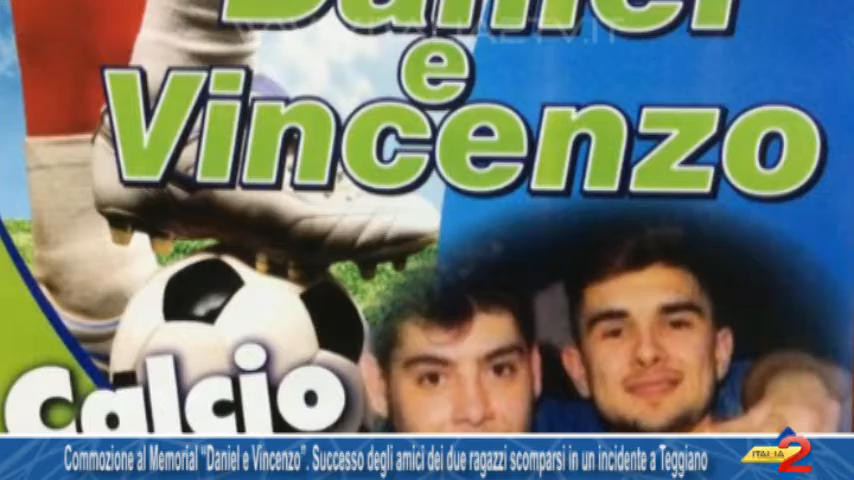 Daniel
e
Vincenzo
Calcio
Commozione al Memorial “Daniel e Vincenzo”. Successo degli amici dei due ragazzi scomparsi in un incidente a Teggiano
ITALIA 2